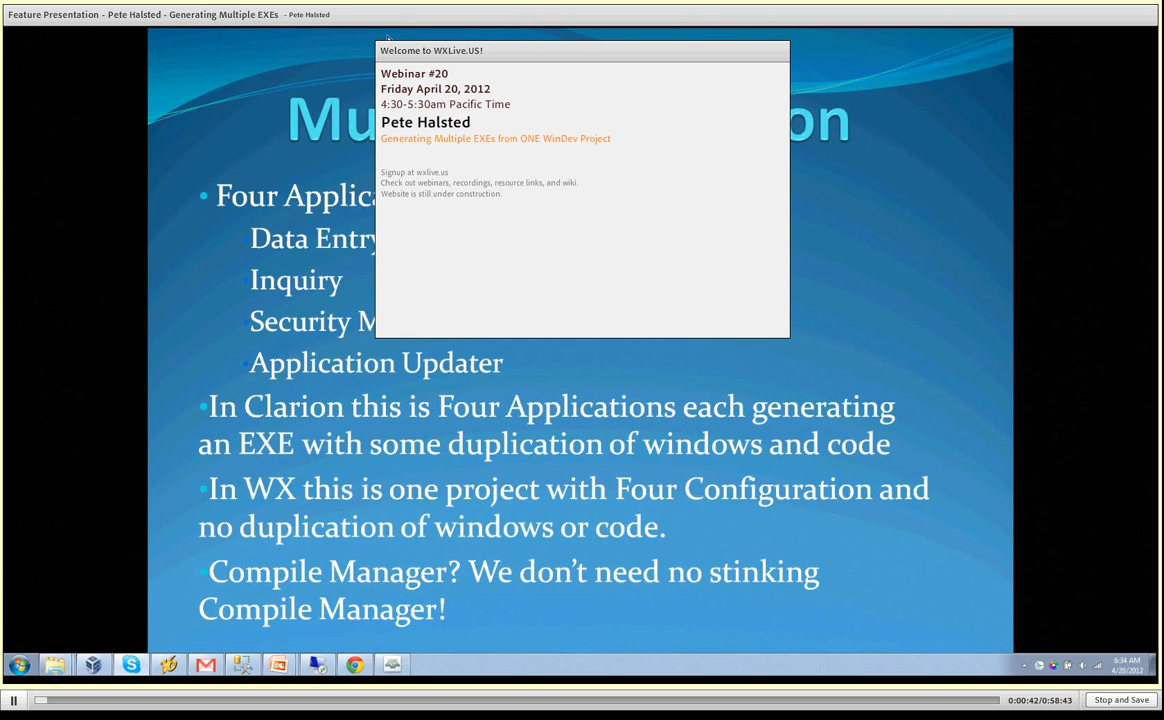 Feature Presentation - Pete Halsted - Generating Multiple EXEs - Pete Halsted
Welcome to WXLive.US!
Webinar #20
Friday April 20, 2012
4:30-5:30am Pacific Time
Pete Halsted
Generating Multiple EXEs from ONE WinDev Project
Signup at wxlive.us
Check out webinars, recordings, resource links, and wiki.
Website is still under construction.
Mu on
• Four Applica
Data Entry
Inquiry
Security M
Application Updater
•In Clarion this is Four Applications each generating
an EXE with some duplication of windows and code
•In WX this is one project with Four Configuration and
no duplication of windows or code.
•Compile Manager? We don't need no stinking
Compile Manager!
6:34 AM
4/20/2012
0:00:42/0:58:43 Stop and Save